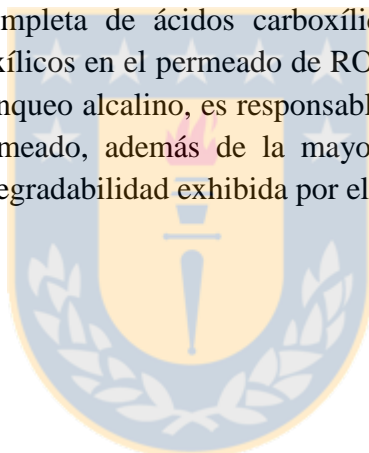 mpleta de ácidos carboxílic
xílicos en el permeado de RO
nqueo alcalino, es responsabl
meado, además de la mayo
egradabilidad exhibida por el